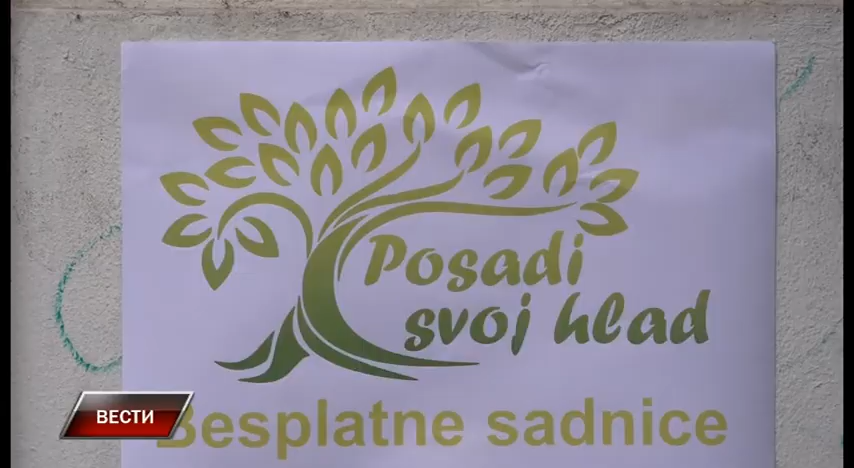 Posadi
svoj hlad
Besplatne sadnice
ВЕСТИ